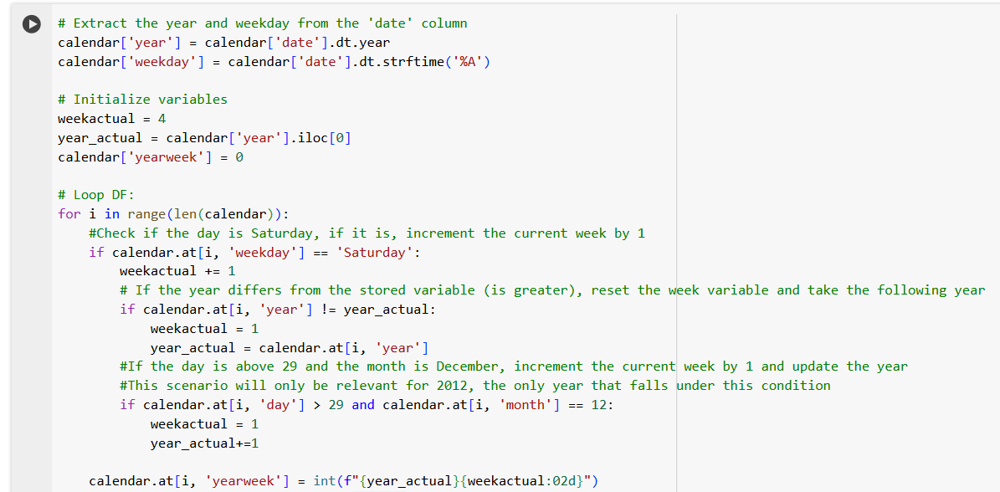 # Extract the year and weekday from the 'date' column
calendar['year'] = calendar['date'].dt.year
calendar['weekday'] = calendar['date'].dt.strftime('%A')

# Initialize variables
weekactual = 4
year_actual = calendar['year'].iloc[0]
calendar['yearweek'] = 0

# Loop DF:
for i in range(len(calendar)):
    #Check if the day is Saturday, if it is, increment the current week by 1
    if calendar.at[i, 'weekday'] == 'Saturday':
        weekactual += 1
        # If the year differs from the stored variable (is greater), reset the week variable and take the following year
        if calendar.at[i, 'year'] != year_actual:
            weekactual = 1
            year_actual = calendar.at[i, 'year']
        #If the day is above 29 and the month is December, increment the current week by 1 and update the year
        #This scenario will only be relevant for 2012, the only year that falls under this condition
        if calendar.at[i, 'day'] > 29 and calendar.at[i, 'month'] == 12:
            weekactual = 1
            year_actual+=1

    calendar.at[i, 'yearweek'] = int(f"{year_actual}{weekactual:02d}")